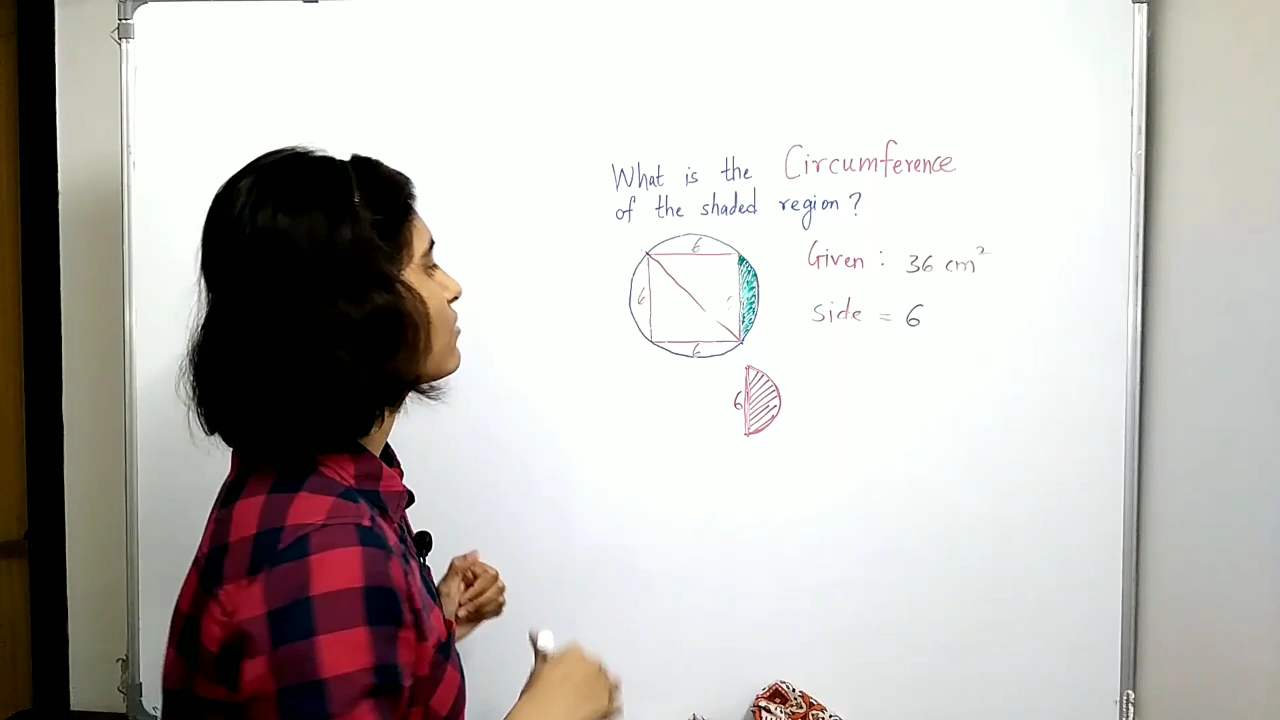 What is the Circumference
of the shaded region?
6
Given: 36 cm²
6
side = 6
6
6